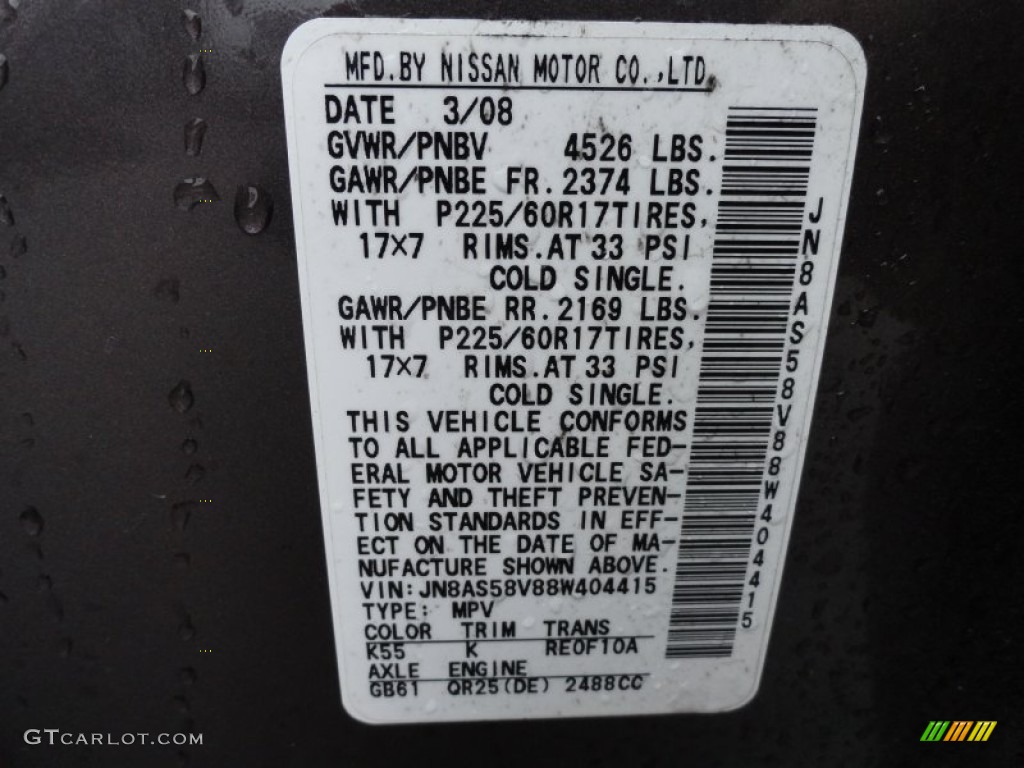 MFD.BY NISSAN MOTOR CO.,LTD.
DATE 3/08
GVWR/PNBV 4526 LBS.
GAWR/PNBE FR. 2374 LBS.
WITH P225/60R17TIRES,
17×7 RIMS.AT 33 PSI
COLD SINGLE.
GAWR/PNBE RR. 2169 LBS.
WITH P225/60R17TIRES,
17×7 RIMS.AT 33 PSI
COLD SINGLE.
THIS VEHICLE CONFORMS
TO ALL APPLICABLE FED-
ERAL MOTOR VEHICLE SA-
FETY AND THEFT PREVEN-
TION STANDARDS IN EFF-
ECT ON THE DATE OF MA-
NUFACTURE SHOWN ABOVE.
VIN:JN8AS58V88W404415
TYPE: MPV
COLOR TRIM TRANS
K55 K RE0F10A
AXLE ENGINE
GB61 QR25(DE) 2488CC
JN8AS58V88W404415
GTCARLOT.COM